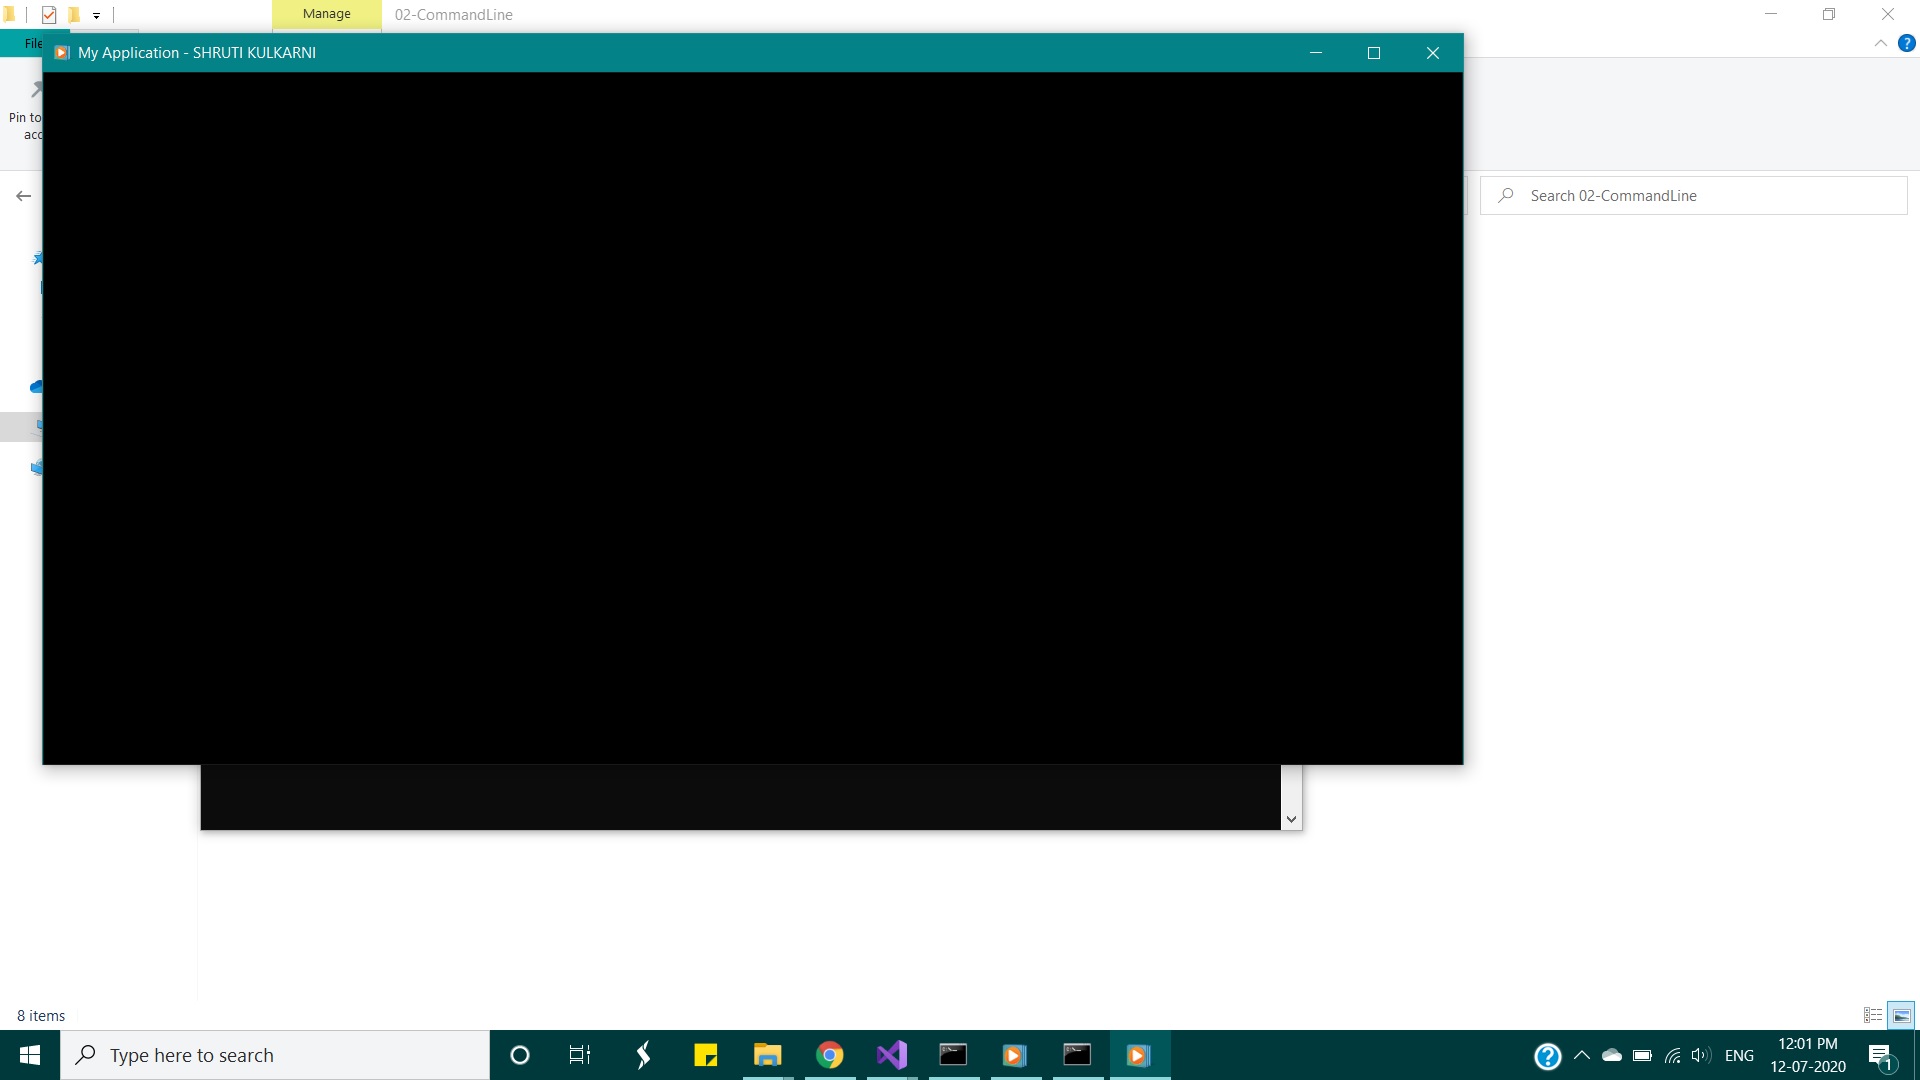 Manage
02-CommandLine
File
My Application - SHRUTI KULKARNI
Pin to
acc
Search 02-CommandLine
8 items
Type here to search
ENG
12:01 PM
12-07-2020
1